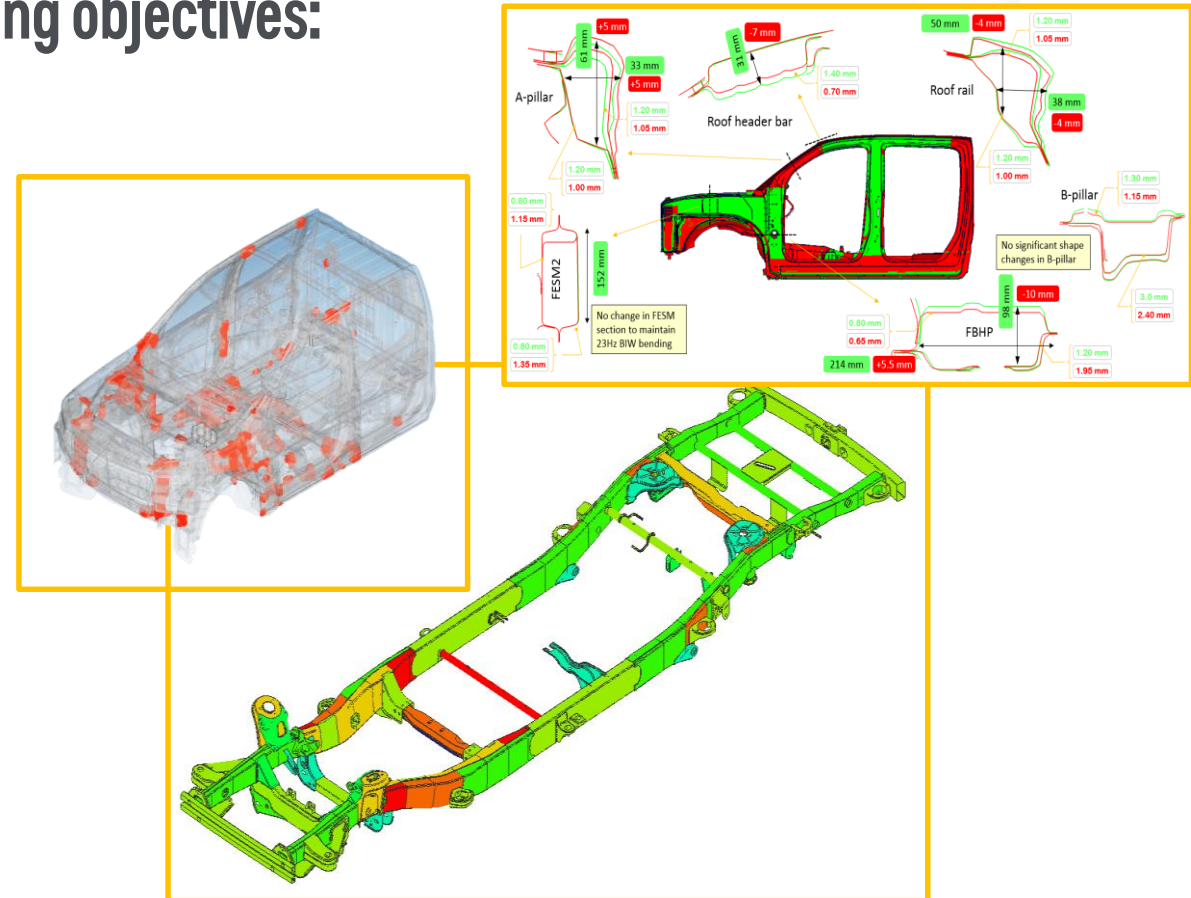 ng objectives:
+5 mm
61 mm
33 mm
+5 mm
A-pillar
1.20 mm
1.05 mm
1.20 mm
1.00 mm
-7 mm
31 mm
1.40 mm
0.70 mm
Roof header bar
50 mm
-4 mm
1.20 mm
1.05 mm
Roof rail
38 mm
-4 mm
1.20 mm
1.00 mm
B-pillar
1.30 mm
1.15 mm
No significant shape
changes in B-pillar
3.0 mm
2.40 mm
0.80 mm
1.15 mm
FESM2
152 mm
No change in FESM
section to maintain
23Hz BIW bending
0.80 mm
1.35 mm
98 mm
-10 mm
0.80 mm
0.65 mm
FBHP
214 mm
+5.5 mm
1.20 mm
1.95 mm